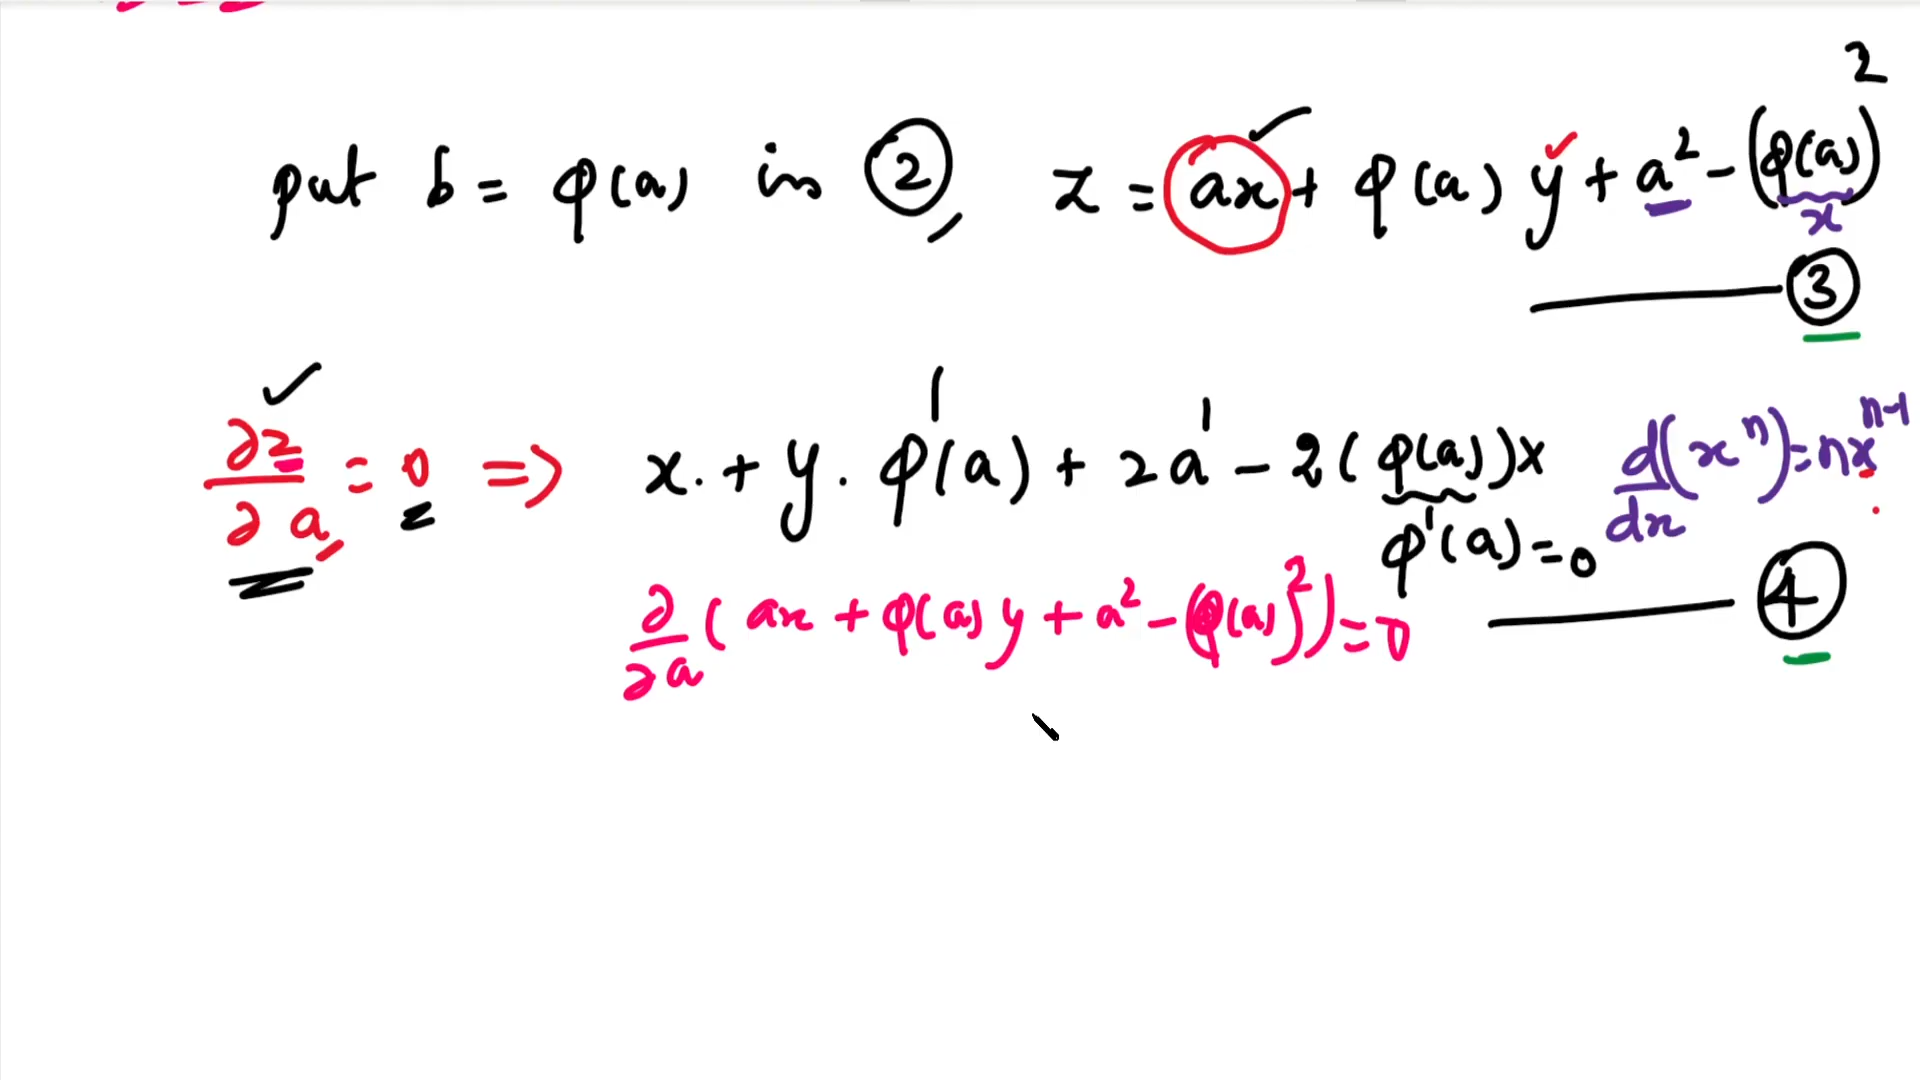 put b = φ(a) in ②, z = ax + φ(a) y + a² - (φ(a))²
x
③
∂z/∂a = 0 => x. + y. φ'(a) + 2a' - 2(φ(a)) x d/dx (xⁿ) = nxⁿ⁻¹
φ'(a) = 0
④
∂/∂a (ax + φ(a) y + a² - (φ(a))²) = 0